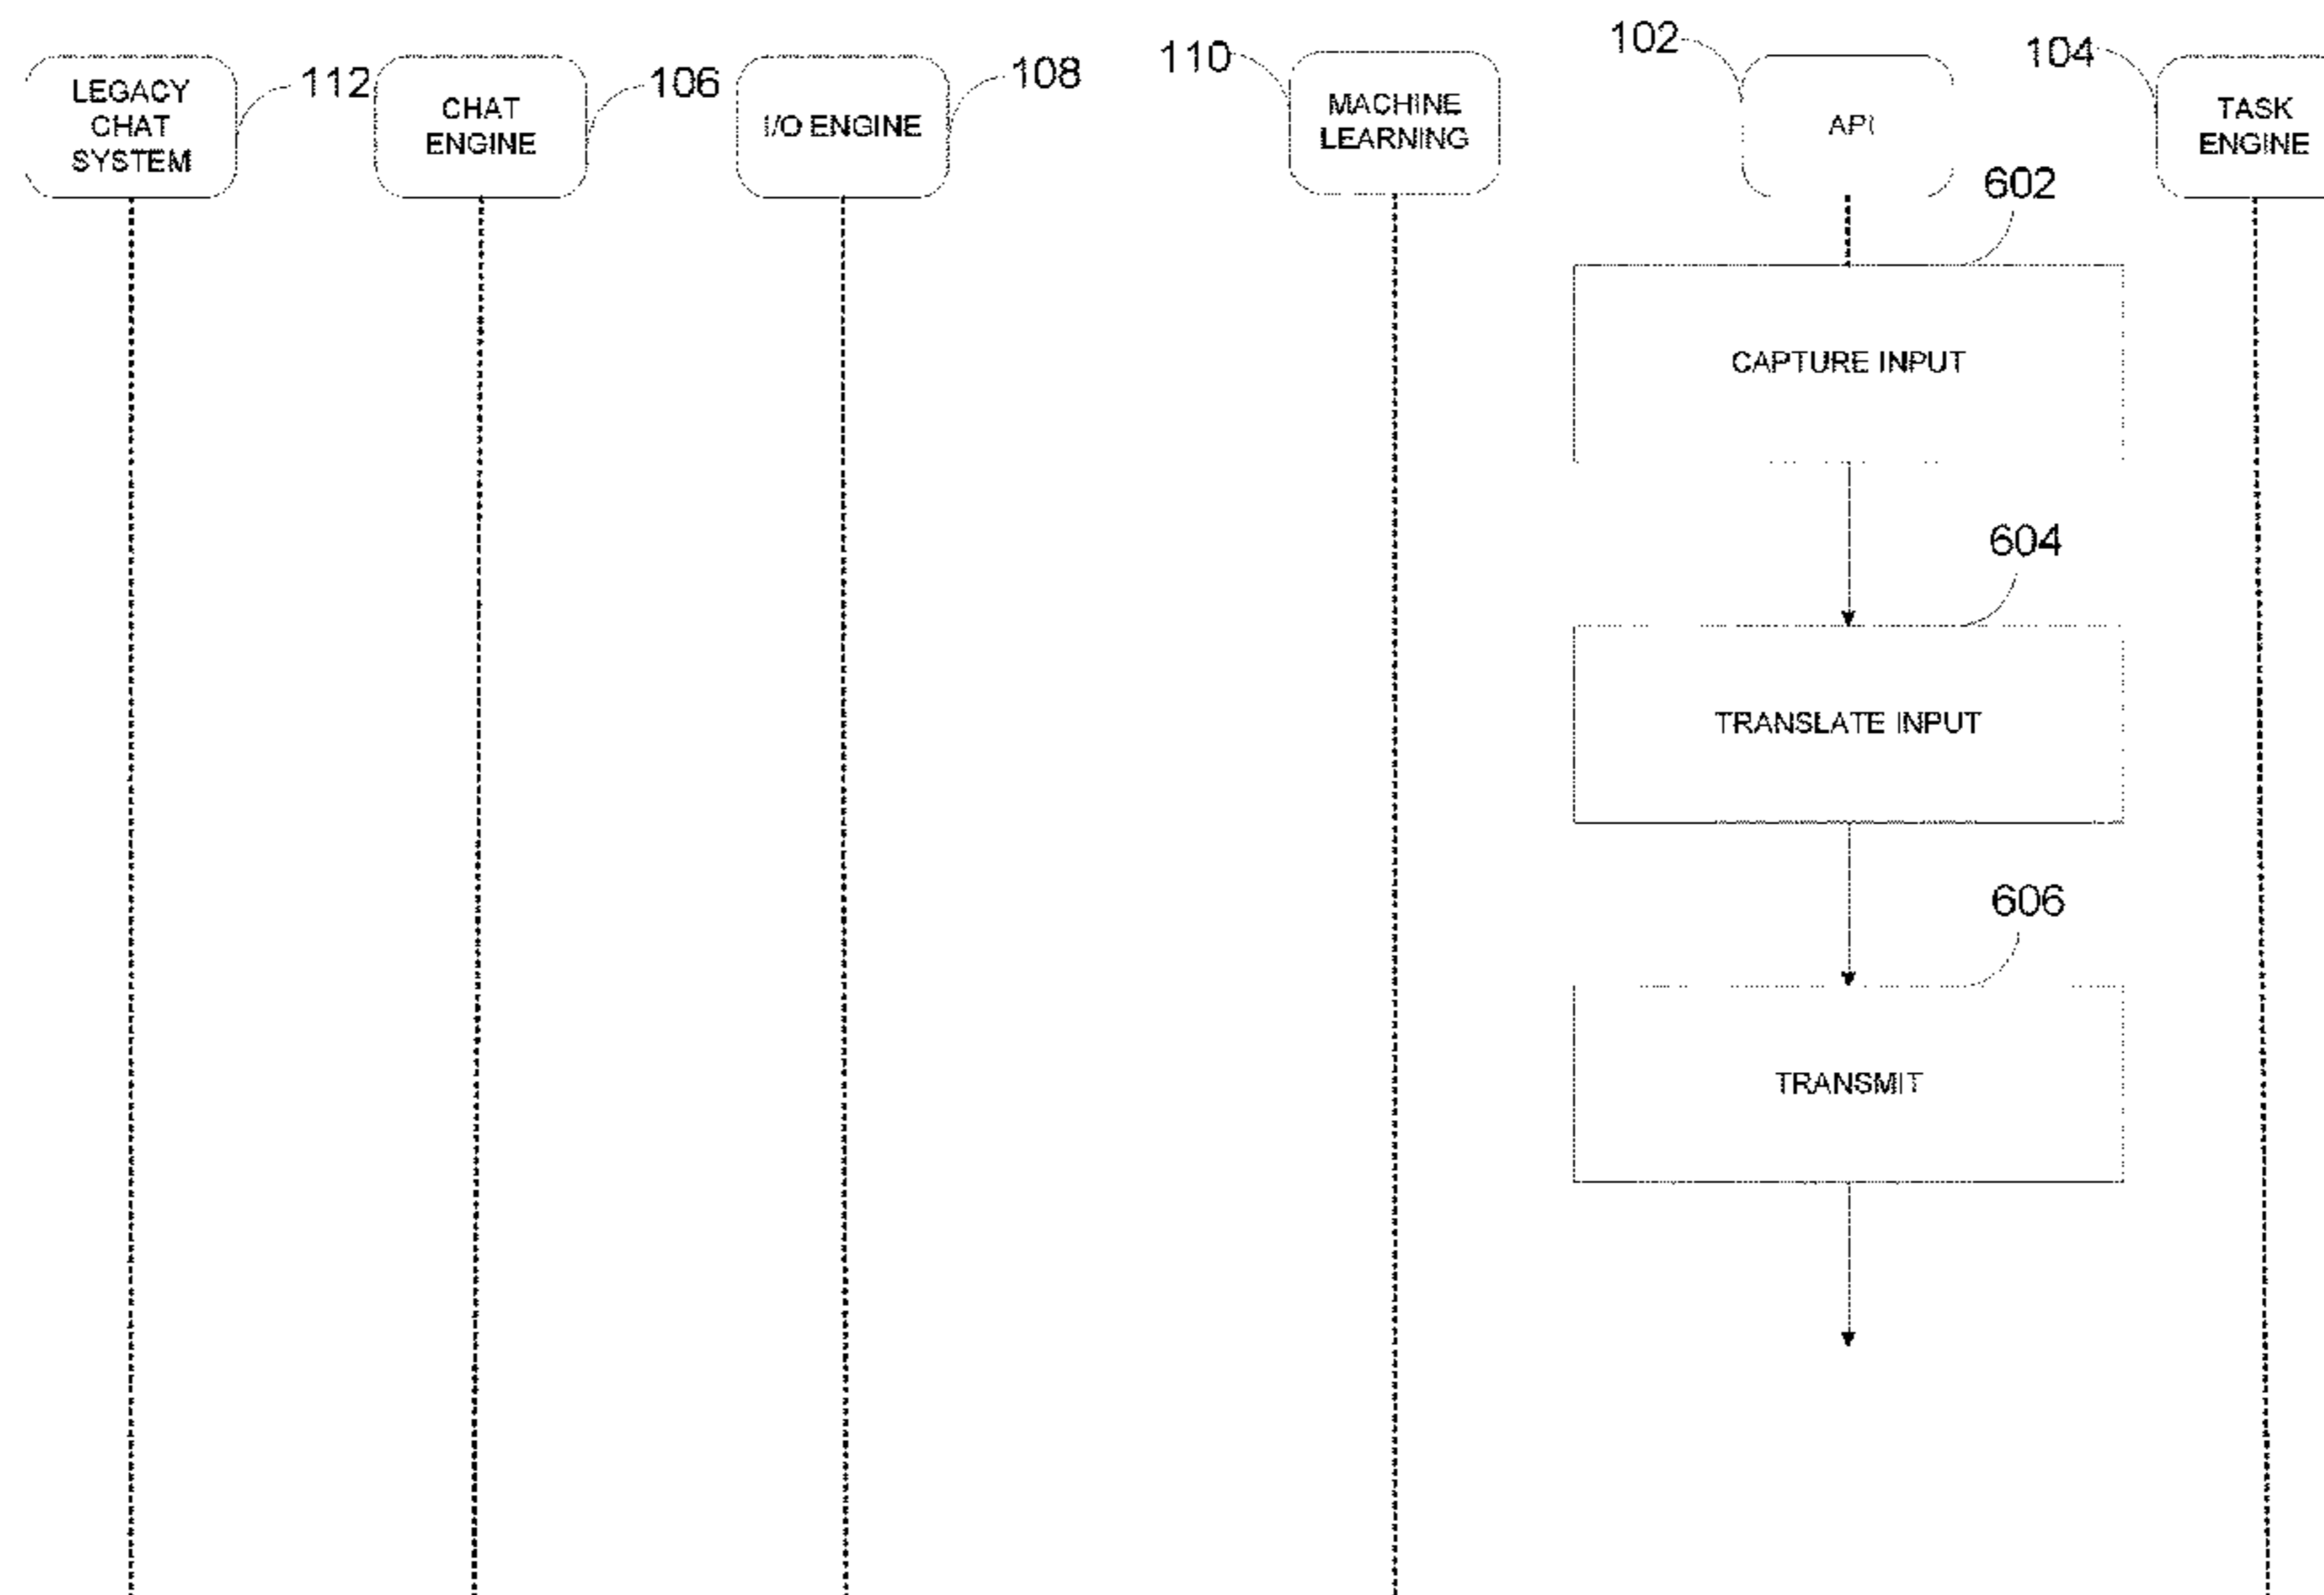 LEGACY
CHAT
SYSTEM
112
CHAT
ENGINE
106
I/O ENGINE
108
110
MACHINE
LEARNING
102
API
104
TASK
ENGINE
602
CAPTURE INPUT
604
TRANSLATE INPUT
606
TRANSMIT